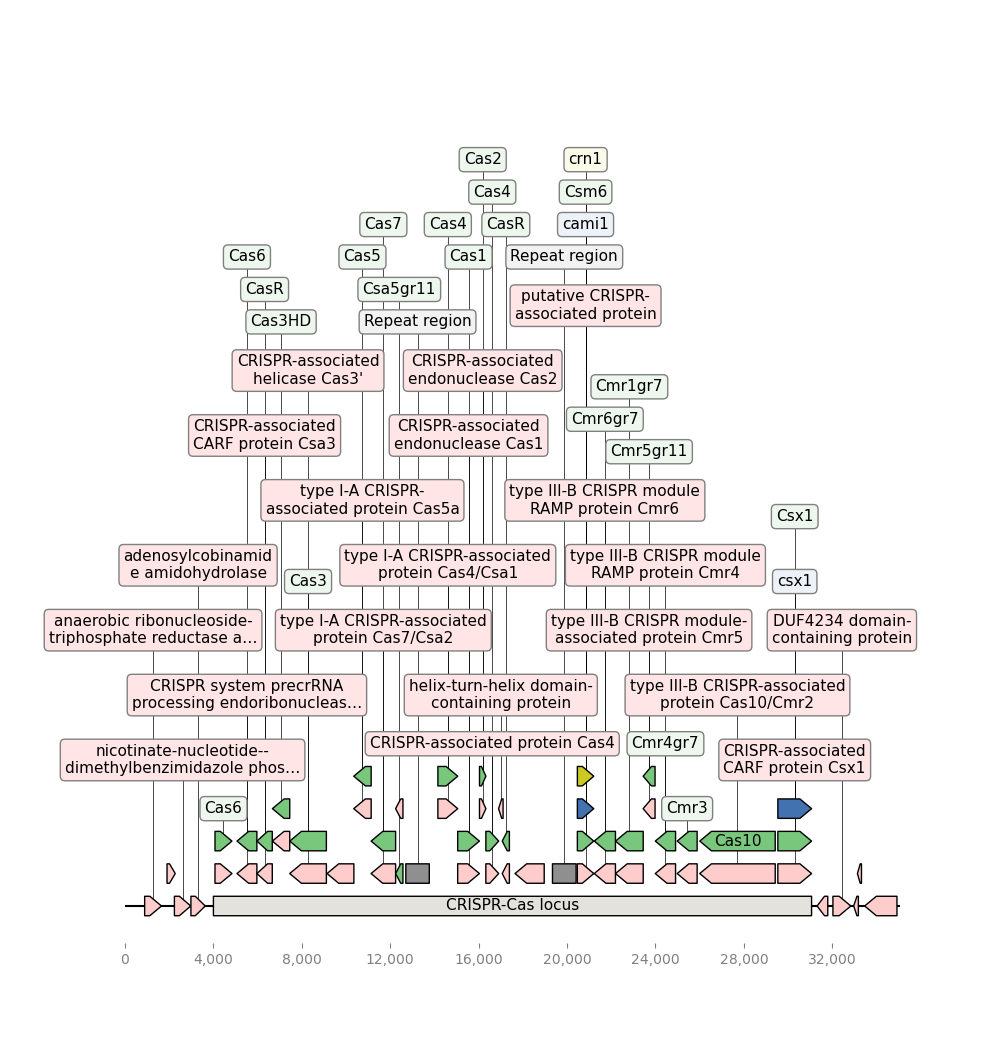 Cas2
crn1
Cas4
Csm6
Cas7
Cas4
CasR
cami1
Cas6
Cas5
Cas1
Repeat region
CasR
Csa5gr11
putative CRISPR-
associated protein
Cas3HD
Repeat region
CRISPR-associated
helicase Cas3'
CRISPR-associated
endonuclease Cas2
Cmr1gr7
Cmr6gr7
CRISPR-associated
CARF protein Csa3
CRISPR-associated
endonuclease Cas1
Cmr5gr11
type I-A CRISPR-
associated protein Cas5a
type III-B CRISPR module
RAMP protein Cmr6
Csx1
adenosylcobinamid
e amidohydrolase
Cas3
type I-A CRISPR-associated
protein Cas4/Csa1
type III-B CRISPR module
RAMP protein Cmr4
csx1
anaerobic ribonucleoside-
triphosphate reductase a...
type I-A CRISPR-associated
protein Cas7/Csa2
type III-B CRISPR module-
associated protein Cmr5
DUF4234 domain-
containing protein
CRISPR system precrRNA
processing endoribonucleas...
helix-turn-helix domain-
containing protein
type III-B CRISPR-associated
protein Cas10/Cmr2
nicotinate-nucleotide--
dimethylbenzimidazole phos...
CRISPR-associated protein Cas4
Cmr4gr7
CRISPR-associated
CARF protein Csx1
Cas6
Cmr3
Cas10
CRISPR-Cas locus
0 4,000 8,000 12,000 16,000 20,000 24,000 28,000 32,000